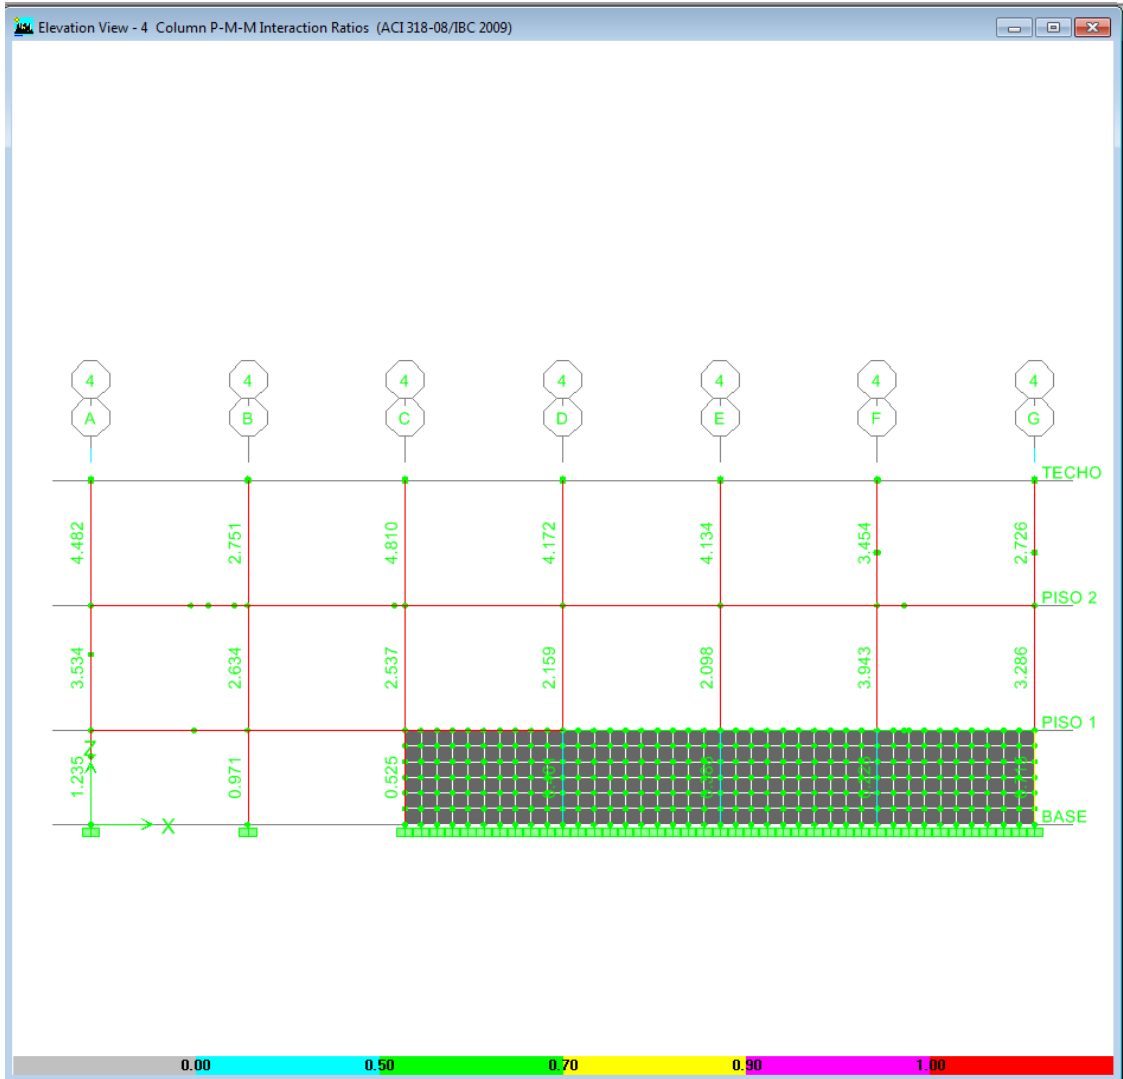 Elevation View - 4 Column P-M-M Interaction Ratios (ACI 318-08/IBC 2009)
4 4 4 4 4 4 4
A B C D E F G
TECHO
4.482 2.751 4.810 4.172 4.134 3.454 2.726
PISO 2
3.534 2.634 2.537 2.159 2.098 3.943 3.286
PISO 1
Z
1.235 0.971 0.525
X
BASE
0.00 0.50 0.70 0.90 1.00